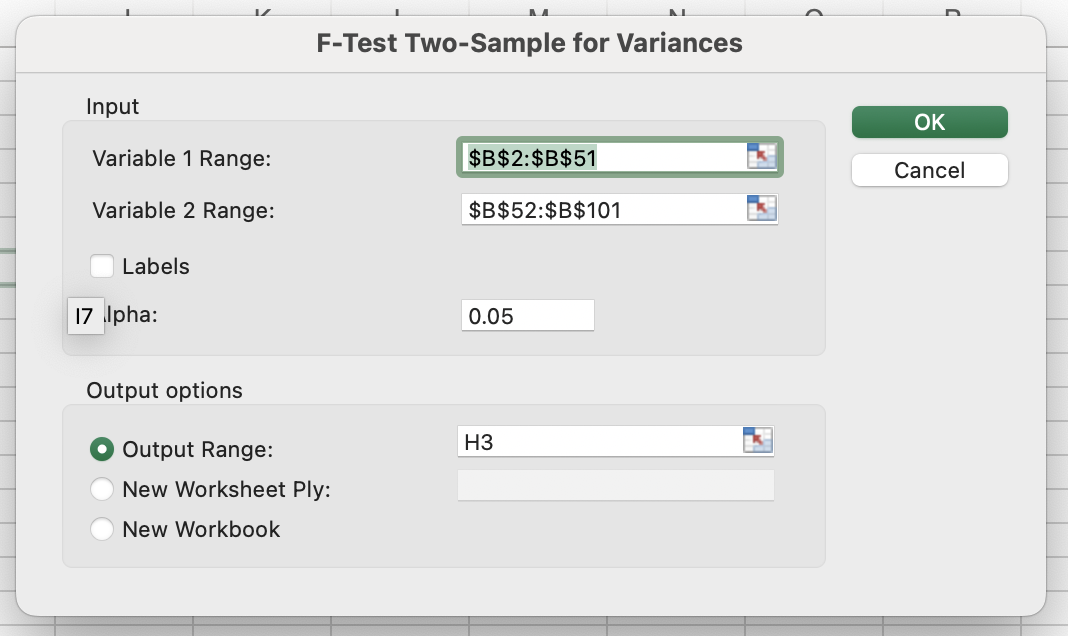 F-Test Two-Sample for Variances
Input
Variable 1 Range: $B$2:$B$51
OK
Variable 2 Range: $B$52:$B$101
Cancel
Labels
I7
lpha: 0.05
Output options
Output Range: H3
New Worksheet Ply:
New Workbook